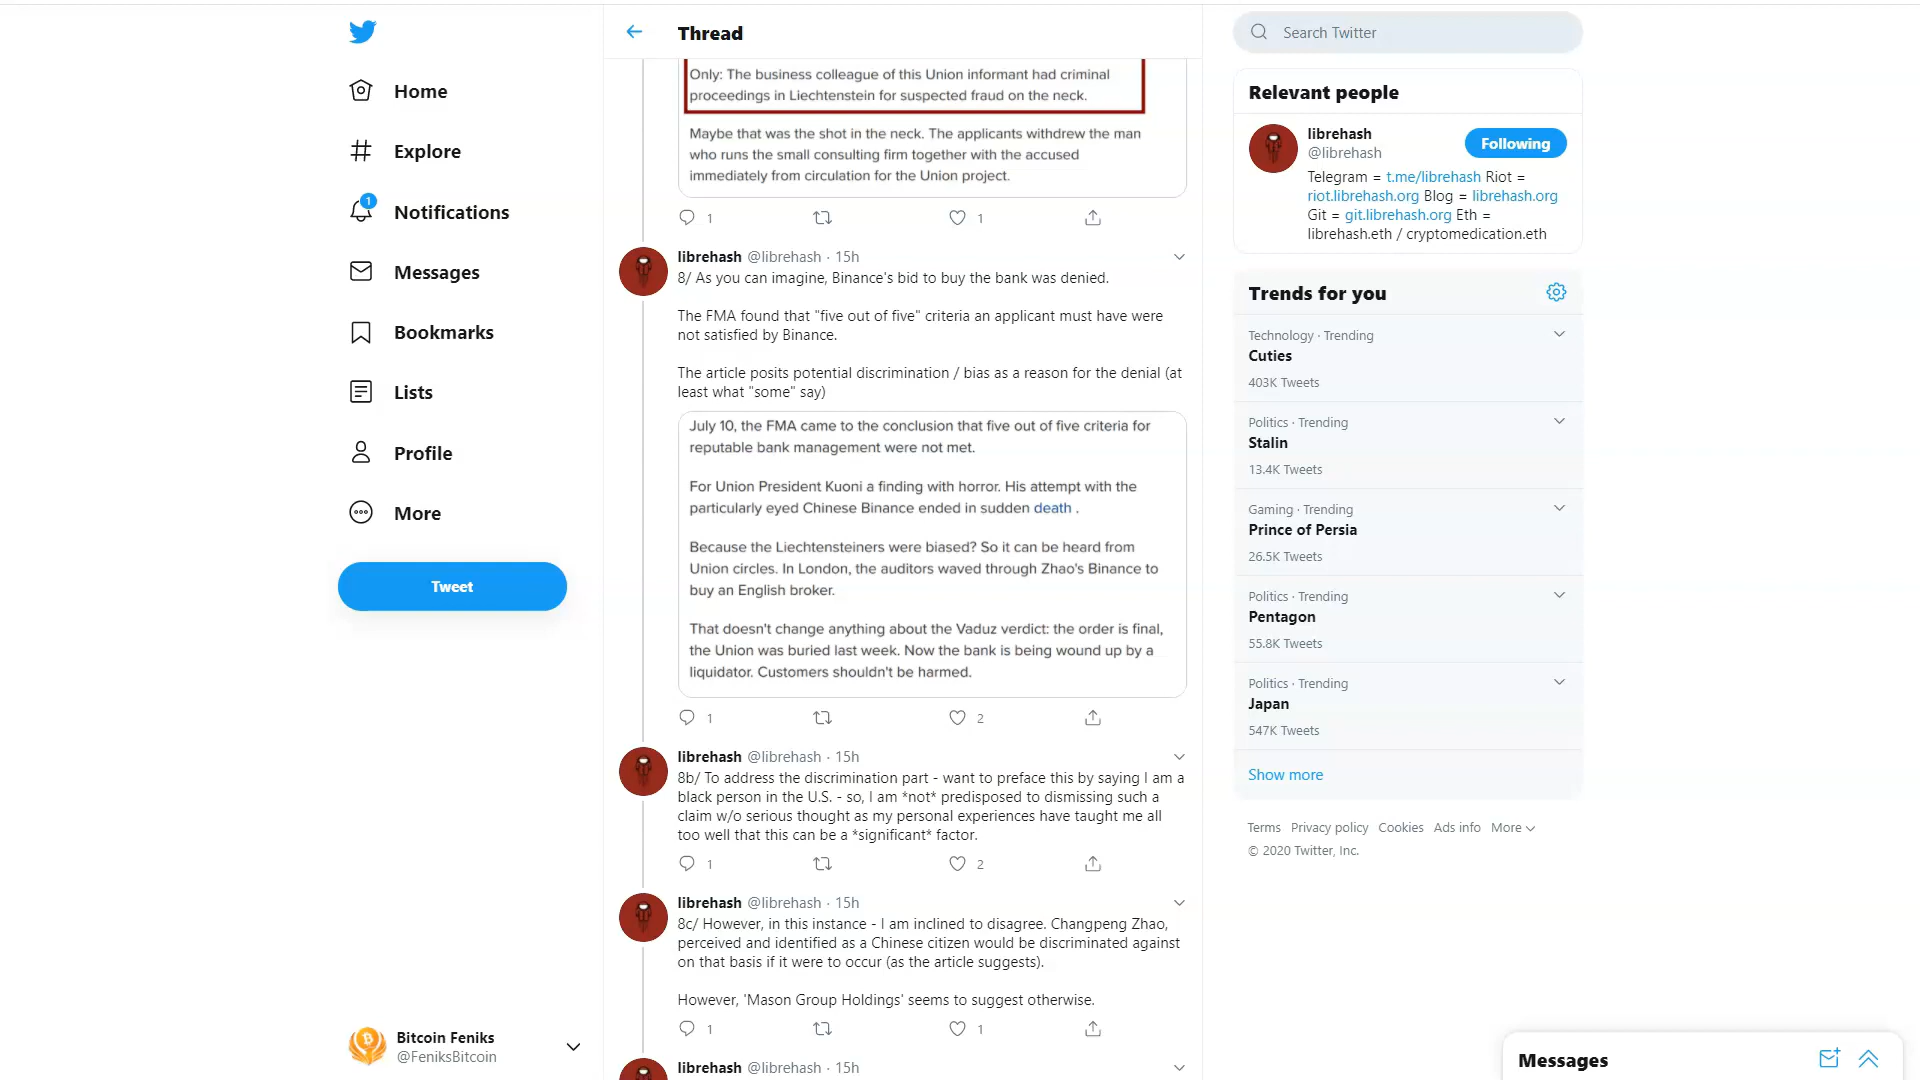 Home
Explore
1
Notifications
Messages
Bookmarks
Lists
Profile
More
Tweet
Bitcoin Feniks
@FeniksBitcoin
Thread
Only: The business colleague of this Union informant had criminal
proceedings in Liechtenstein for suspected fraud on the neck.
Maybe that was the shot in the neck. The applicants withdrew the man
who runs the small consulting firm together with the accused
immediately from circulation for the Union project.
1 1
librehash @librehash · 15h
8/ As you can imagine, Binance's bid to buy the bank was denied.
The FMA found that "five out of five" criteria an applicant must have were
not satisfied by Binance.
The article posits potential discrimination / bias as a reason for the denial (at
least what "some" say)
July 10, the FMA came to the conclusion that five out of five criteria for
reputable bank management were not met.
For Union President Kuoni a finding with horror. His attempt with the
particularly eyed Chinese Binance ended in sudden death .
Because the Liechtensteiners were biased? So it can be heard from
Union circles. In London, the auditors waved through Zhao's Binance to
buy an English broker.
That doesn't change anything about the Vaduz verdict: the order is final,
the Union was buried last week. Now the bank is being wound up by a
liquidator. Customers shouldn't be harmed.
1 2
librehash @librehash · 15h
8b/ To address the discrimination part - want to preface this by saying I am a
black person in the U.S. - so, I am *not* predisposed to dismissing such a
claim w/o serious thought as my personal experiences have taught me all
too well that this can be a *significant* factor.
1 2
librehash @librehash · 15h
8c/ However, in this instance - I am inclined to disagree. Changpeng Zhao,
perceived and identified as a Chinese citizen would be discriminated against
on that basis if it were to occur (as the article suggests).
However, 'Mason Group Holdings' seems to suggest otherwise.
1 1
librehash @librehash · 15h
Search Twitter
Relevant people
librehash
@librehash
Following
Telegram = t.me/librehash Riot =
riot.librehash.org Blog = librehash.org
Git = git.librehash.org Eth =
librehash.eth / cryptomedication.eth
Trends for you
Technology · Trending
Cuties
403K Tweets
Politics · Trending
Stalin
13.4K Tweets
Gaming · Trending
Prince of Persia
26.5K Tweets
Politics · Trending
Pentagon
55.8K Tweets
Politics · Trending
Japan
547K Tweets
Show more
Terms Privacy policy Cookies Ads info More
© 2020 Twitter, Inc.
Messages